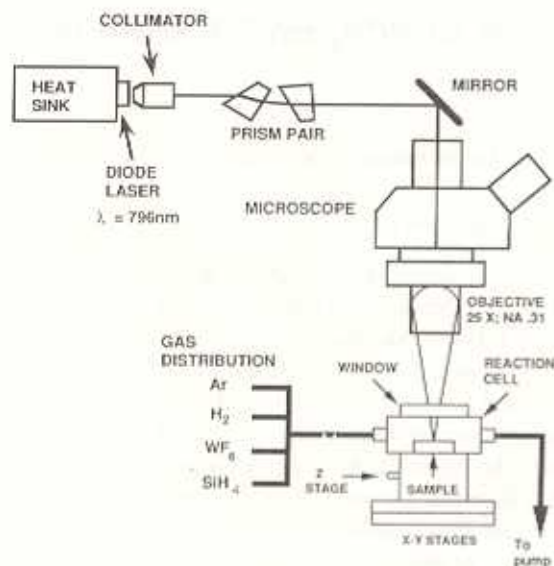 COLLIMATOR
HEAT
SINK
MIRROR
PRISM PAIR
DIODE
LASER
λ = 796nm
MICROSCOPE
OBJECTIVE
25 X; NA .31
GAS
DISTRIBUTION
WINDOW
REACTION
CELL
Ar
H2
WF6
SiH4
Z
STAGE
SAMPLE
X-Y STAGES
To
pump